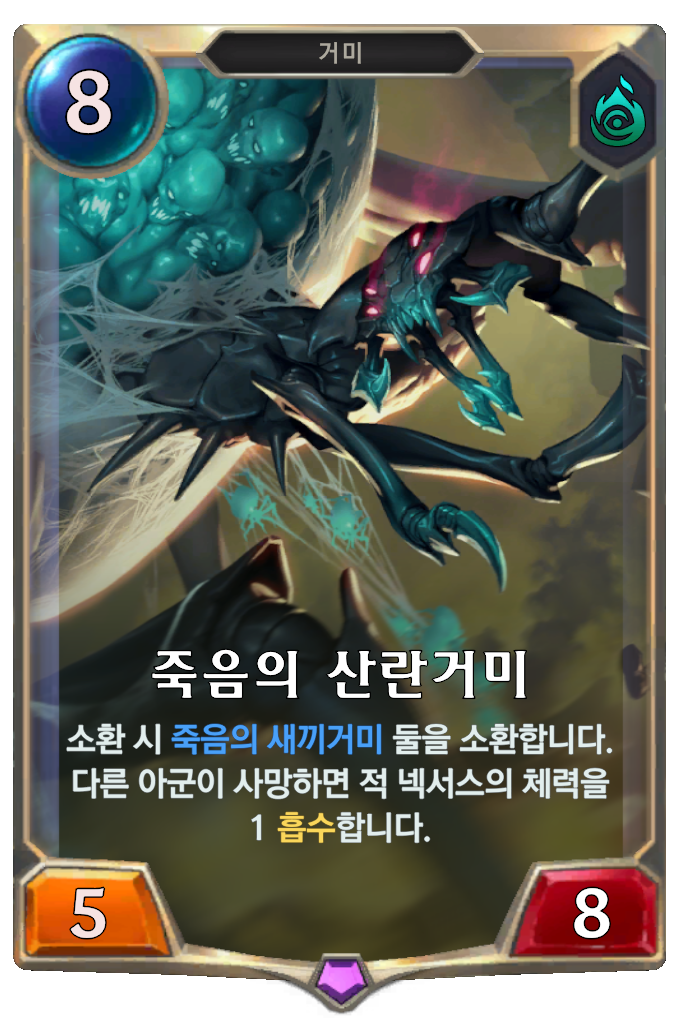 8
거미
죽음의 산란거미
소환 시 죽음의 새끼거미 둘을 소환합니다.
다른 아군이 사망하면 적 넥서스의 체력을
1 흡수합니다.
5
8